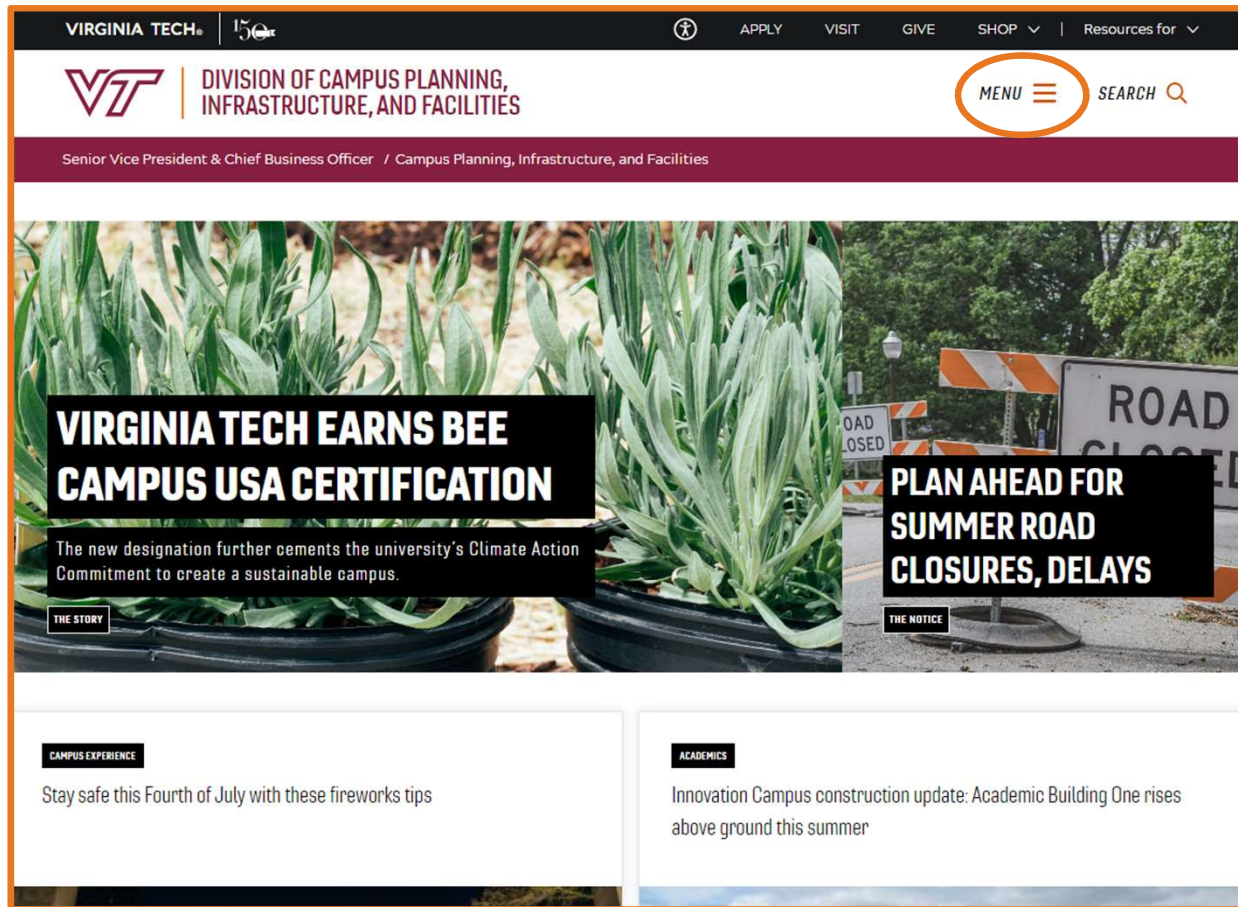 VIRGINIA TECH®
150
APPLY VISIT GIVE SHOP | Resources for
VT
DIVISION OF CAMPUS PLANNING,
INFRASTRUCTURE, AND FACILITIES
MENU
SEARCH
Senior Vice President & Chief Business Officer / Campus Planning, Infrastructure, and Facilities
VIRGINIA TECH EARNS BEE
CAMPUS USA CERTIFICATION
The new designation further cements the university's Climate Action
Commitment to create a sustainable campus.
THE STORY
ROAD
CLOSED
ROAD
CLOSED
PLAN AHEAD FOR
SUMMER ROAD
CLOSURES, DELAYS
THE NOTICE
CAMPUS EXPERIENCE
Stay safe this Fourth of July with these fireworks tips
ACADEMICS
Innovation Campus construction update: Academic Building One rises
above ground this summer